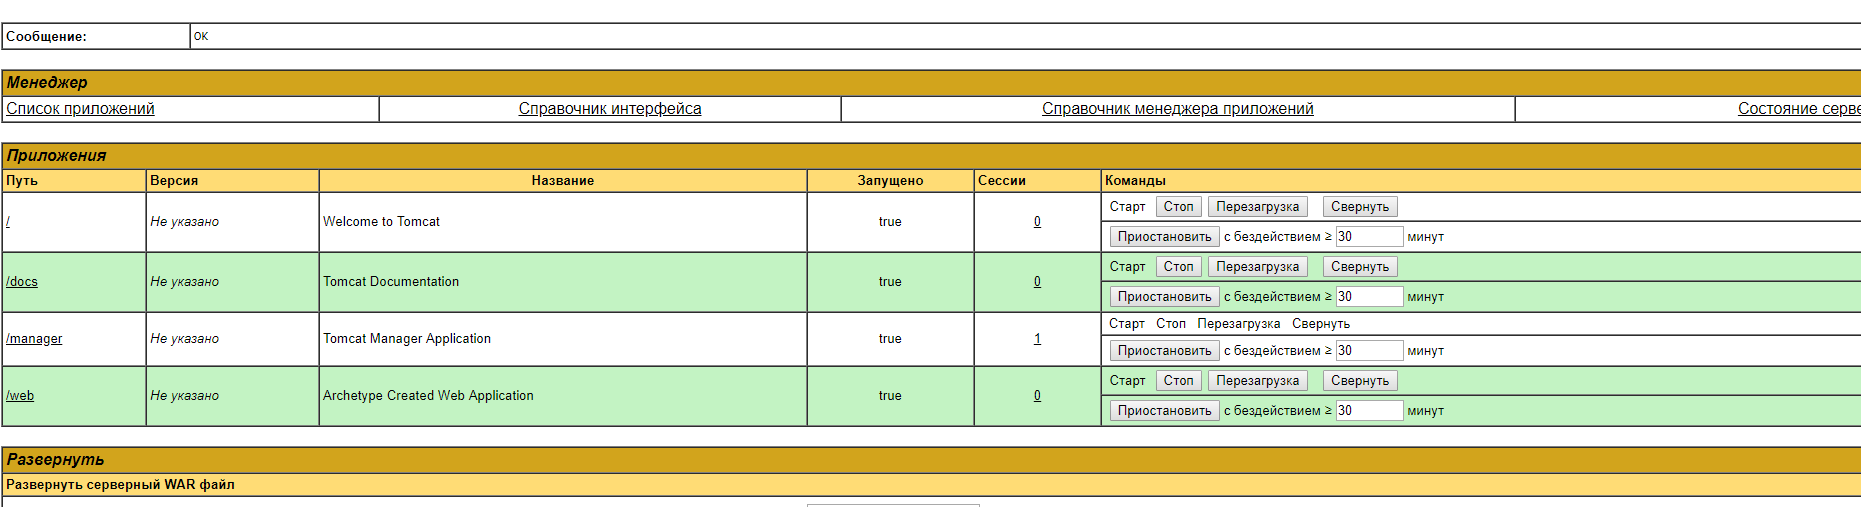 Сообщение: OK
Менеджер
Список приложений Справочник интерфейса Справочник менеджера приложений Состояние
Приложения
Путь Версия Название Запущено Сессии Команды
/ Не указано Welcome to Tomcat true 0 Старт Стоп Перезагрузка Свернуть
Приостановить с бездействием ≥ 30 минут
/docs Не указано Tomcat Documentation true 0 Старт Стоп Перезагрузка Свернуть
Приостановить с бездействием ≥ 30 минут
/manager Не указано Tomcat Manager Application true 1 Старт Стоп Перезагрузка Свернуть
Приостановить с бездействием ≥ 30 минут
/web Не указано Archetype Created Web Application true 0 Старт Стоп Перезагрузка Свернуть
Приостановить с бездействием ≥ 30 минут
Развернуть
Развернуть серверный WAR файл